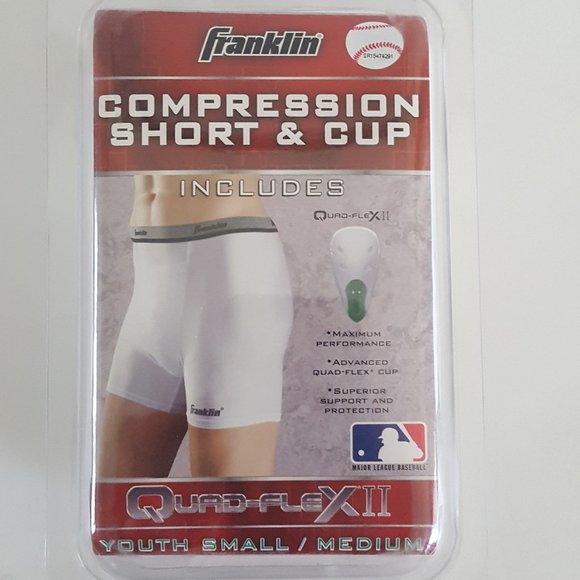 franklin®
ER15474291
COMPRESSION
SHORT & CUP
INCLUDES
franklin
QUAD-FLEX II
• MAXIMUM
PERFORMANCE
• ADVANCED
QUAD-FLEX® CUP
• SUPERIOR
SUPPORT AND
PROTECTION
franklin®
MAJOR LEAGUE BASEBALL
QUAD-FLEX II
YOUTH SMALL / MEDIUM